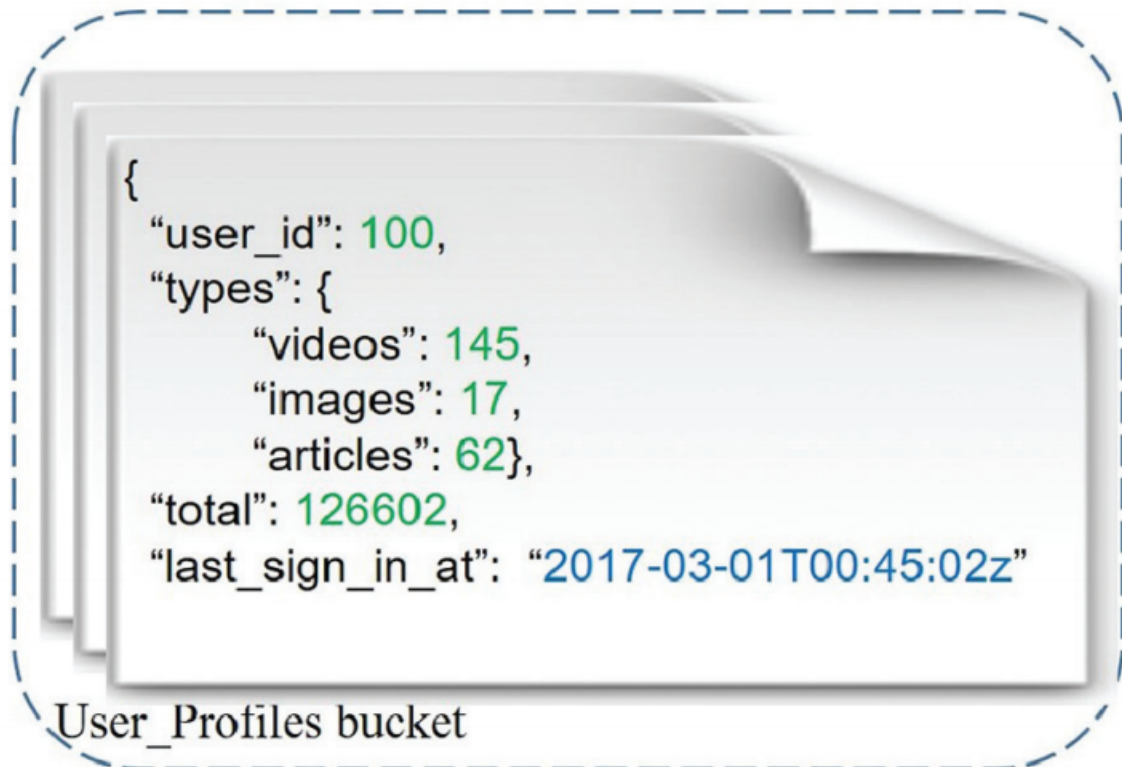 {
“user_id”: 100,
“types”: {
“videos”: 145,
“images”: 17,
“articles”: 62},
“total”: 126602,
“last_sign_in_at”: “2017-03-01T00:45:02z”
User_Profiles bucket